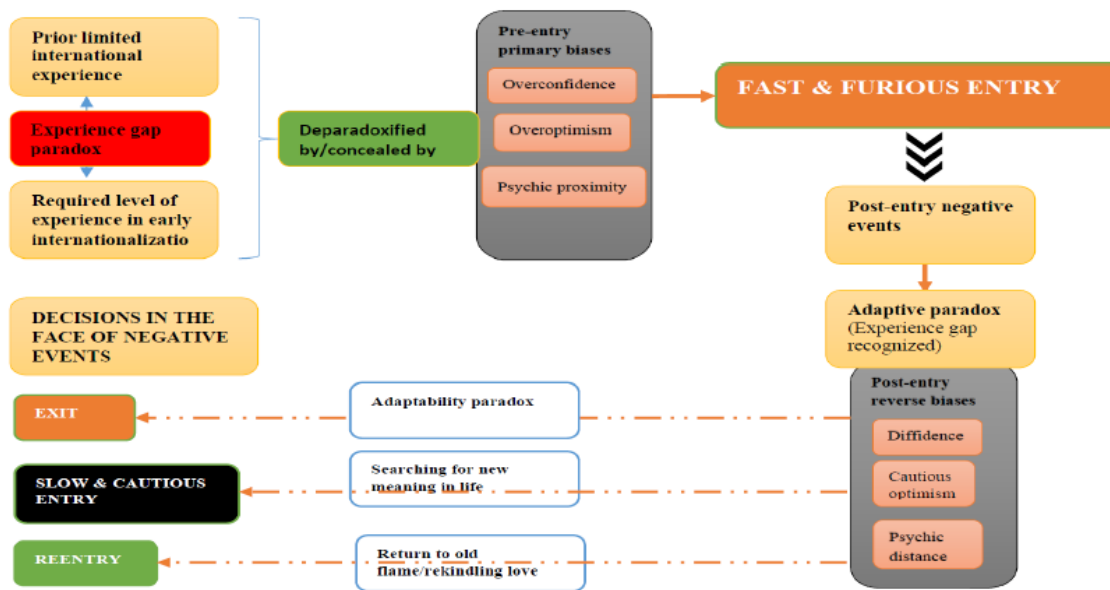 Prior limited
international
experience
Experience gap
paradox
Required level of
experience in early
internationalizatio
Deparadoxified
by/concealed by
Pre-entry
primary biases
Overconfidence
Overoptimism
Psychic proximity
FAST & FURIOUS ENTRY
Post-entry negative
events
Adaptive paradox
(Experience gap
recognized)
Post-entry
reverse biases
Diffidence
Cautious
optimism
Psychic
distance
DECISIONS IN THE
FACE OF NEGATIVE
EVENTS
EXIT
Adaptability paradox
SLOW & CAUTIOUS
ENTRY
Searching for new
meaning in life
REENTRY
Return to old
flame/rekindling love